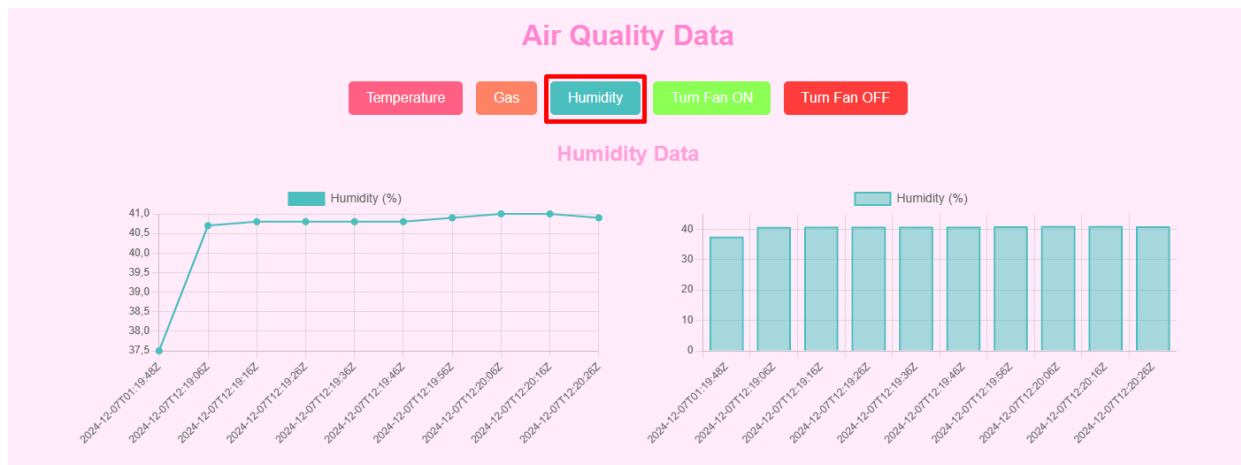 Air Quality Data
Temperature Gas Humidity Turn Fan ON Turn Fan OFF
Humidity Data
Humidity (%)
41,0
40,5
40,0
39,5
39,0
38,5
38,0
37,5
2024-12-07T01:19:48Z
2024-12-07T12:19:06Z
2024-12-07T12:19:16Z
2024-12-07T12:19:26Z
2024-12-07T12:19:36Z
2024-12-07T12:19:46Z
2024-12-07T12:19:56Z
2024-12-07T12:20:06Z
2024-12-07T12:20:16Z
2024-12-07T12:20:26Z
Humidity (%)
40
30
20
10
0
2024-12-07T01:19:48Z
2024-12-07T12:19:06Z
2024-12-07T12:19:16Z
2024-12-07T12:19:26Z
2024-12-07T12:19:36Z
2024-12-07T12:19:46Z
2024-12-07T12:19:56Z
2024-12-07T12:20:06Z
2024-12-07T12:20:16Z
2024-12-07T12:20:26Z